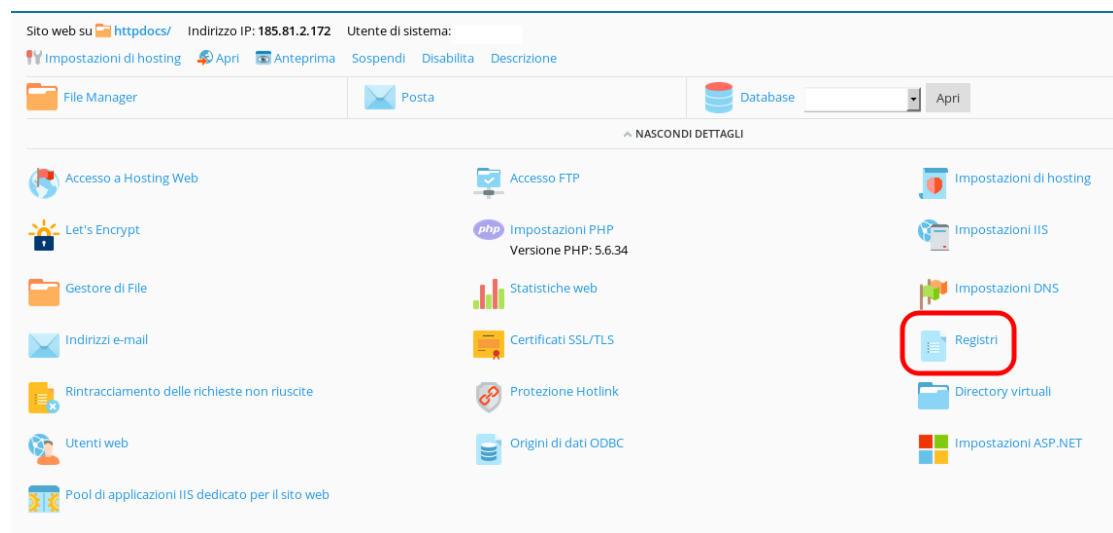 Sito web su httpdocs/ Indirizzo IP: 185.81.2.172 Utente di sistema:
Impostazioni di hosting Apri Anteprima Sospendi Disabilita Descrizione
File Manager Posta Database Apri
NASCONDI DETTAGLI
Accesso a Hosting Web Accesso FTP Impostazioni di hosting
Let's Encrypt php Impostazioni PHP Impostazioni IIS
Versione PHP: 5.6.34
Gestore di File Statistiche web Impostazioni DNS
Indirizzi e-mail Certificati SSL/TLS Registri
Rintracciamento delle richieste non riuscite Protezione Hotlink Directory virtuali
Utenti web Origini di dati ODBC Impostazioni ASP.NET
Pool di applicazioni IIS dedicato per il sito web